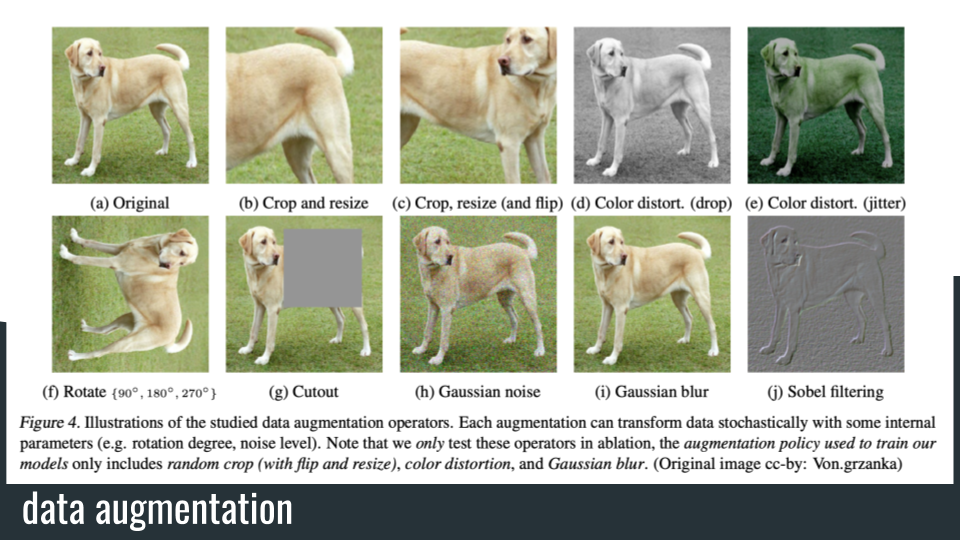 (a) Original
(b) Crop and resize
(c) Crop, resize (and flip)
(d) Color distort. (drop)
(e) Color distort. (jitter)
(f) Rotate {90°, 180°, 270°}
(g) Cutout
(h) Gaussian noise
(i) Gaussian blur
(j) Sobel filtering
Figure 4. Illustrations of the studied data augmentation operators. Each augmentation can transform data stochastically with some internal
parameters (e.g. rotation degree, noise level). Note that we only test these operators in ablation, the augmentation policy used to train our
models only includes random crop (with flip and resize), color distortion, and Gaussian blur. (Original image cc-by: Von.grzanka)
data augmentation